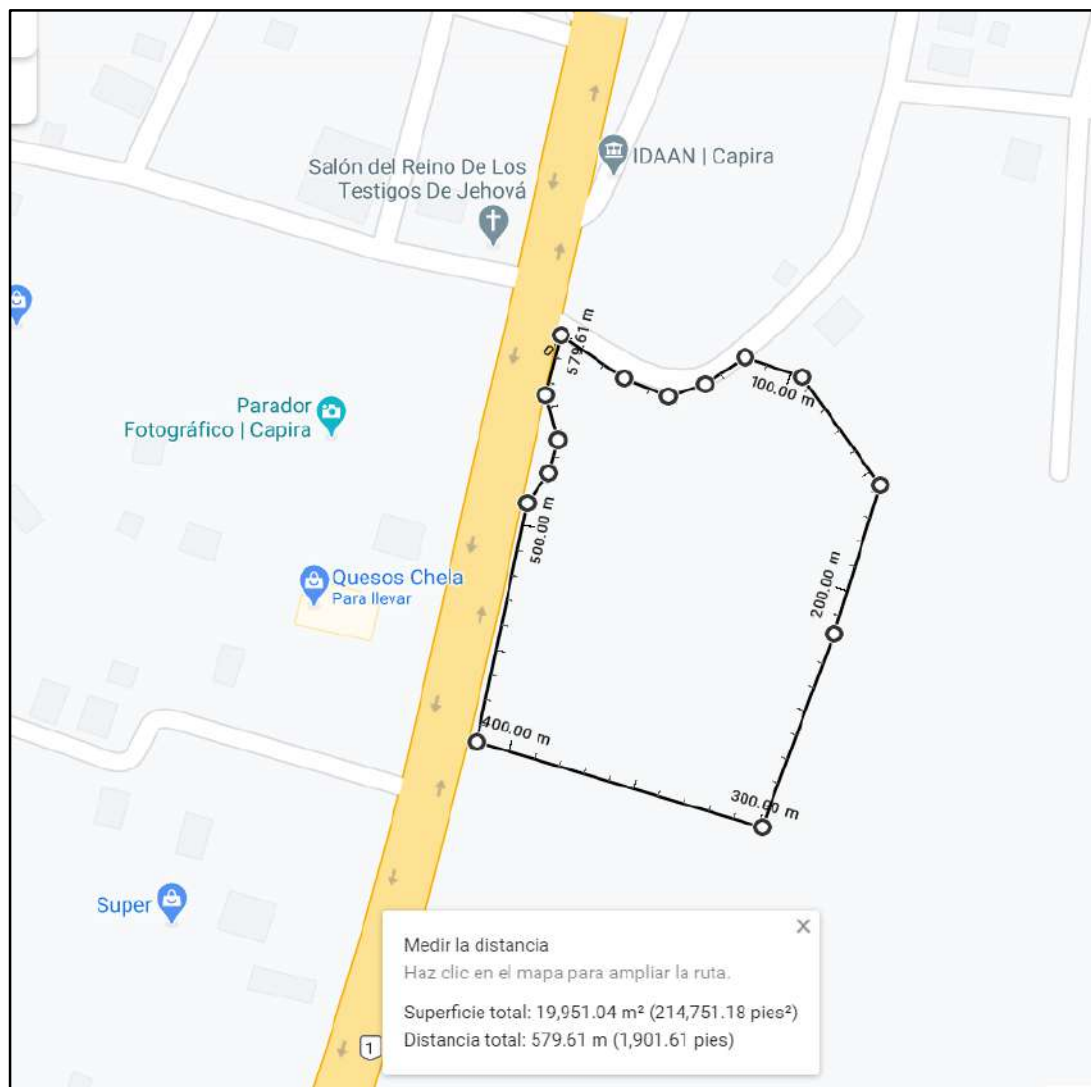 IDAAN | Capira
Salón del Reino De Los
Testigos De Jehová
0
579.61 m
100.00 m
Parador
Fotográfico | Capira
500.00 m
Quesos Chela
Para llevar
200.00 m
400.00 m
300.00 m
Super
Medir la distancia
Haz clic en el mapa para ampliar la ruta.
Superficie total: 19,951.04 m² (214,751.18 pies²)
Distancia total: 579.61 m (1,901.61 pies)
1